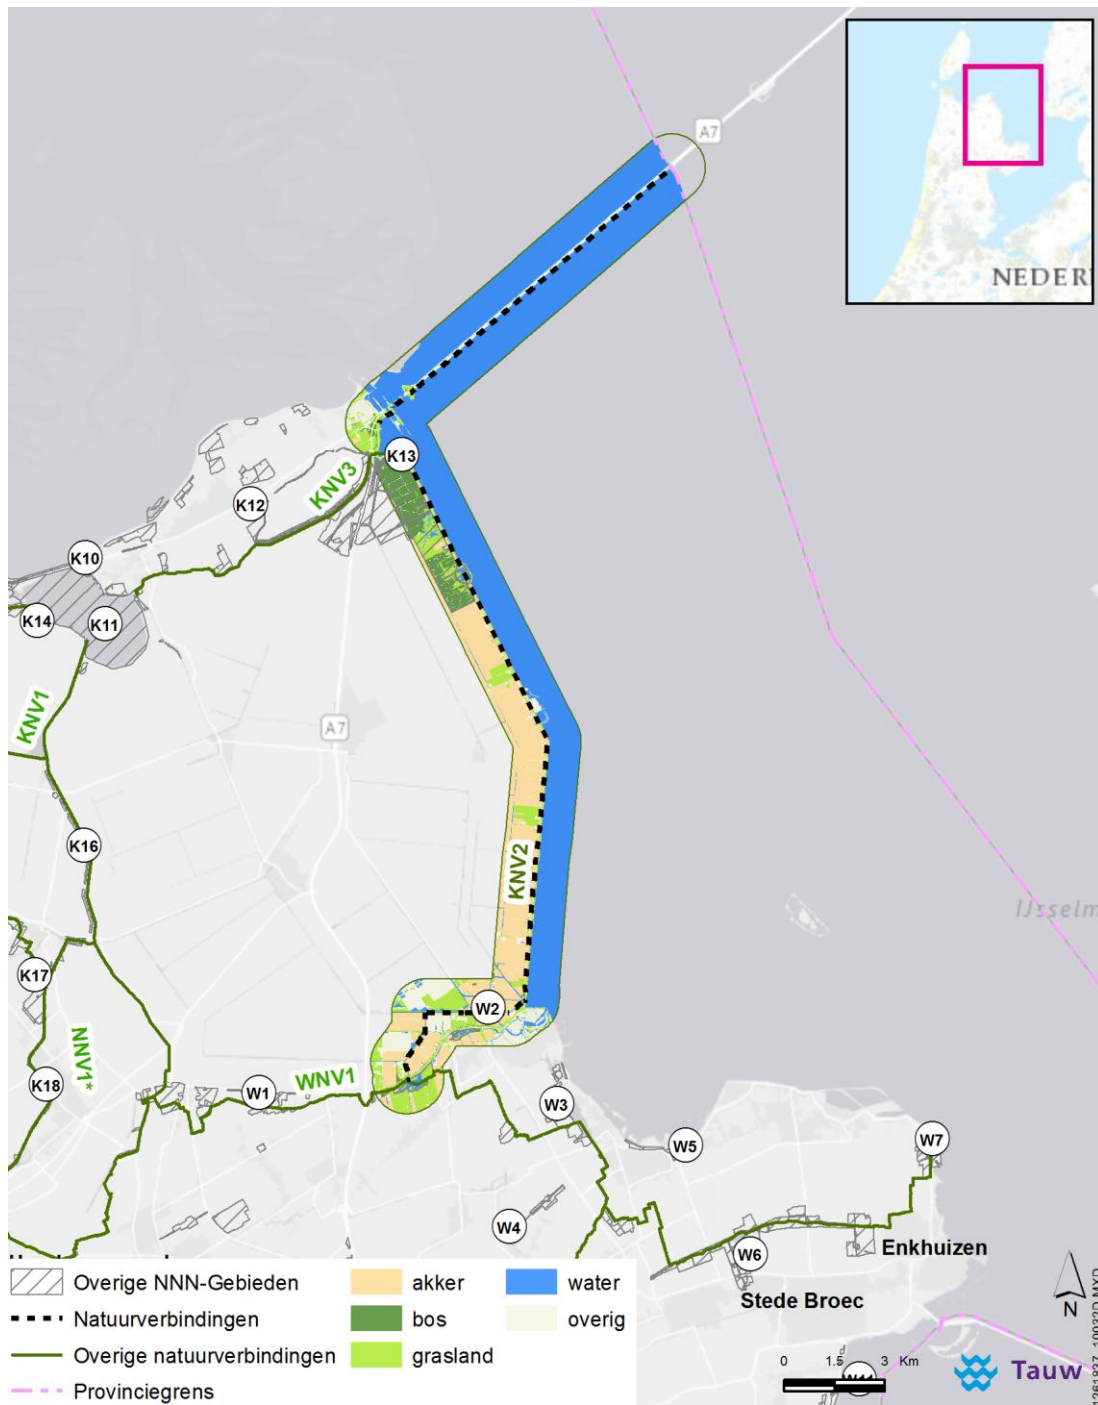 A7
NEDER
K13
KNV3
K12
K10
K14
K11
KNV1
A7
K16
KNV2
IJsselm
K17
W2
NNV1*
K18
WNV1
W1
W3
W5
W7
W4
W6
Enkhuizen
Stede Broec
Overige NNN-Gebieden
Natuurverbindingen
Overige natuurverbindingen
Provinciegrens
akker
bos
grasland
water
overig
0 1.5 3 Km
N
Tauw